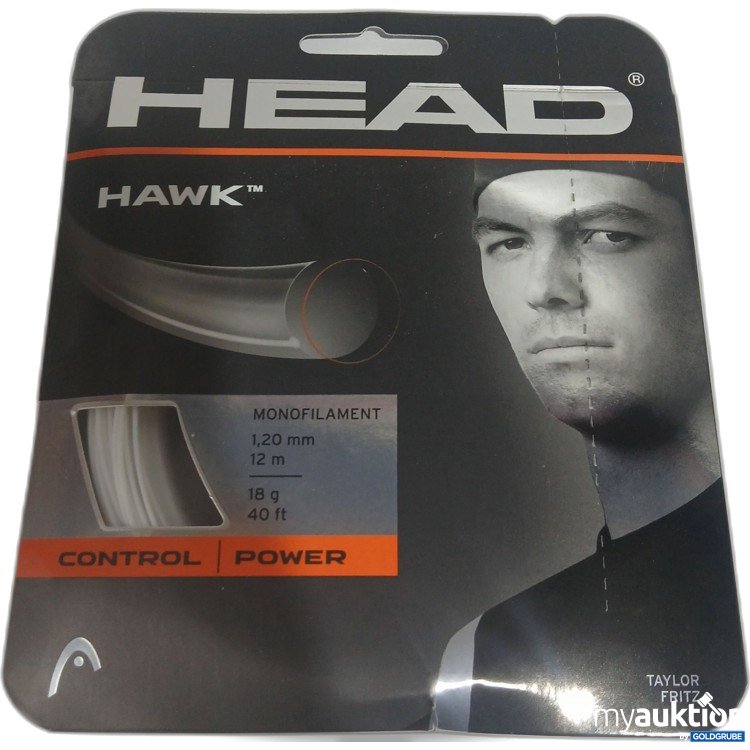 HEAD®
HAWK™
MONOFILAMENT
1,20 mm
12 m
18 g
40 ft
CONTROL | POWER
TAYLOR
FRITZ
myauktion
by GOLDGRUBE